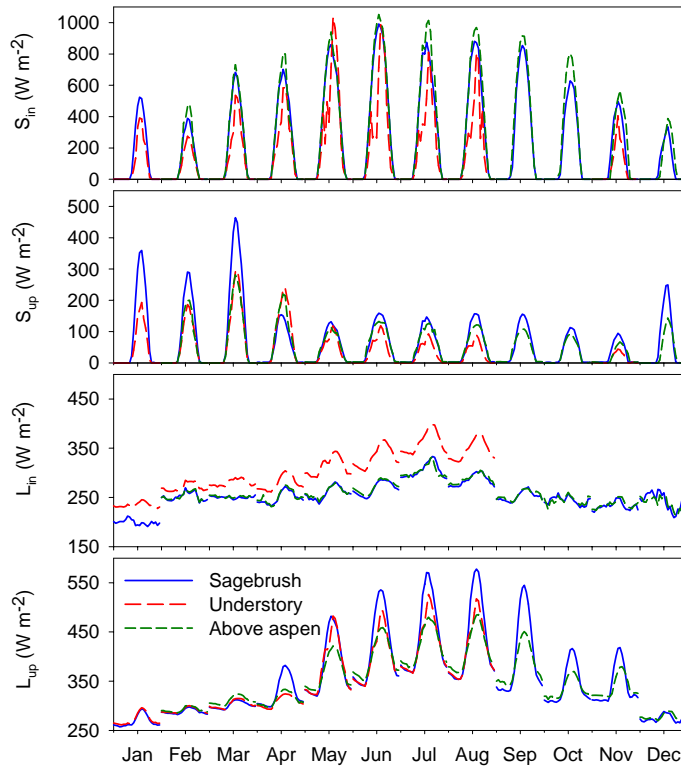 1000
800
600
400
200
0
S_in (W m-2)
500
400
300
200
100
0
S_up (W m-2)
450
350
250
150
L_in (W m-2)
550
450
350
250
L_up (W m-2)
Sagebrush
Understory
Above aspen
Jan Feb Mar Apr May Jun Jul Aug Sep Oct Nov Dec